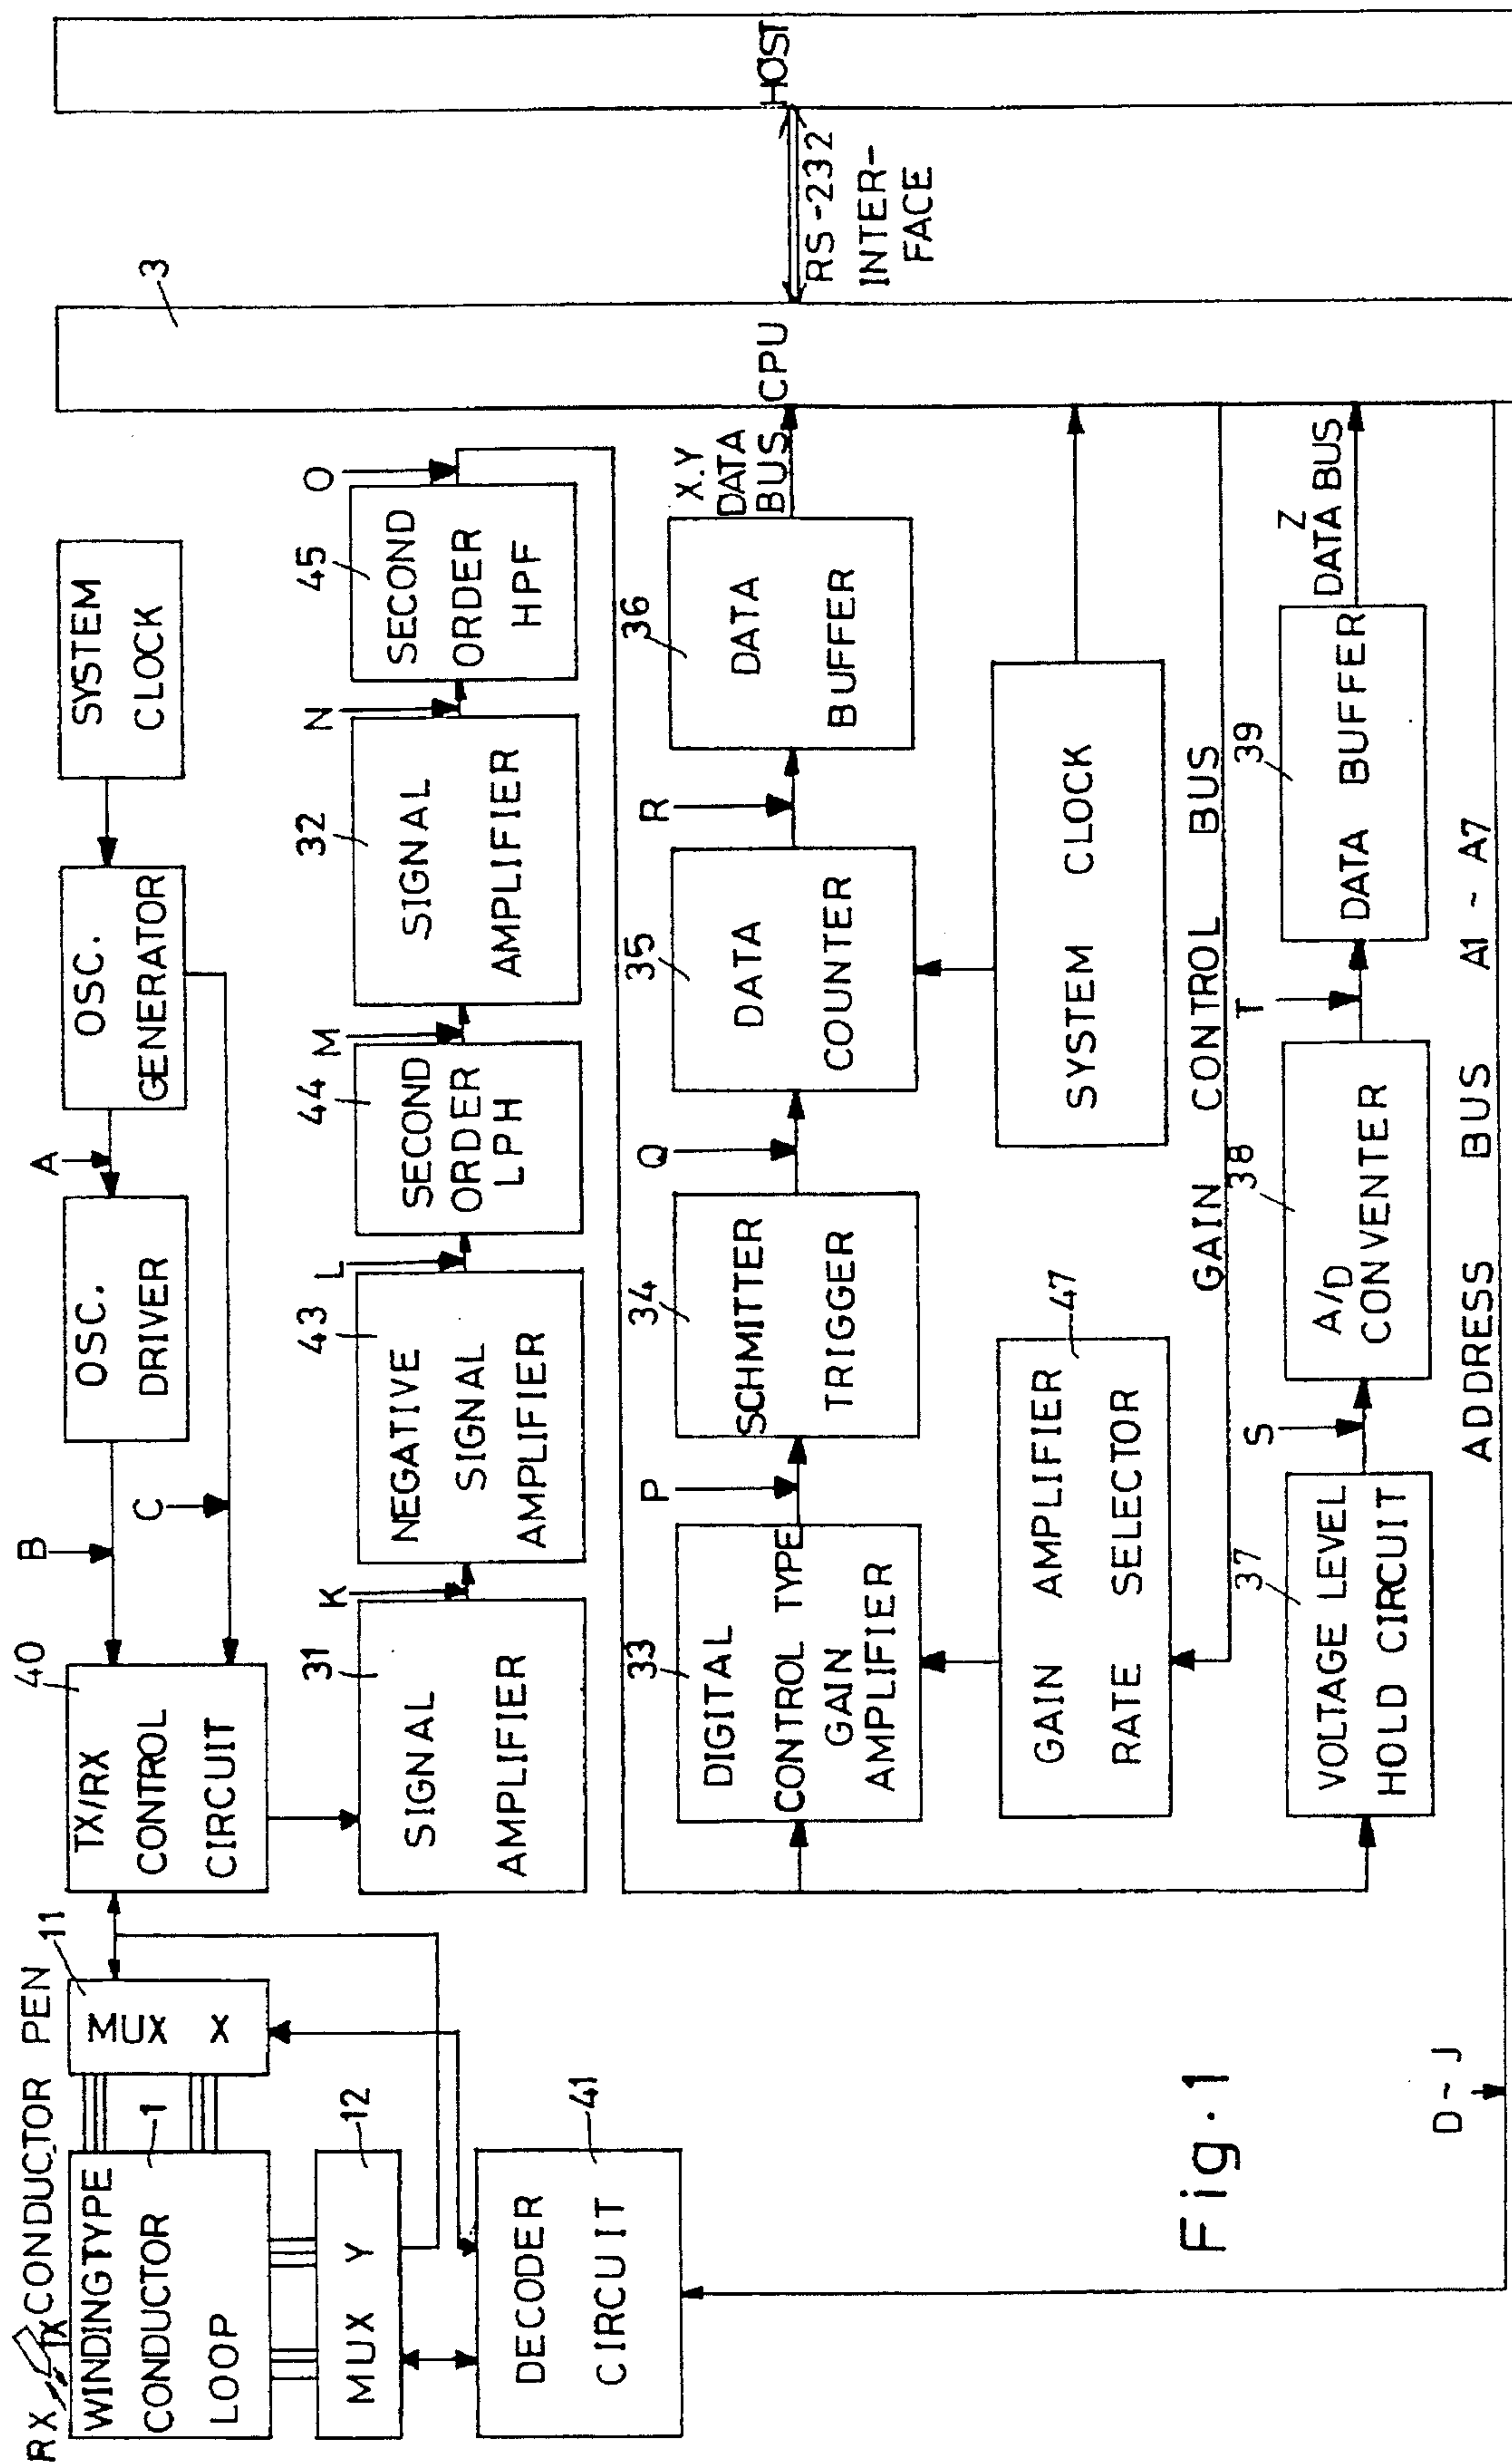 RX
TX
CONDUCTOR PEN
WINDINGTYPE
CONDUCTOR
LOOP
1
MUX X
11
MUX Y
12
DECODER
CIRCUIT
41
TX/RX
CONTROL
CIRCUIT
40
B
C
OSC.
DRIVER
A
OSC.
GENERATOR
SYSTEM
CLOCK
SIGNAL
AMPLIFIER
31
K
NEGATIVE
SIGNAL
AMPLIFIER
43
L
SECOND
ORDER
LPH
44
M
SIGNAL
AMPLIFIER
32
N
SECOND
ORDER
HPF
45
O
DIGITAL
CONTROL TYPE
GAIN
AMPLIFIER
33
P
SCHMITTER
TRIGGER
34
Q
DATA
COUNTER
35
R
DATA
BUFFER
36
X.Y
DATA
BUS
GAIN AMPLIFIER
RATE SELECTOR
47
SYSTEM CLOCK
GAIN CONTROL BUS
VOLTAGE LEVEL
HOLD CIRCUIT
37
S
A/D
CONVENTER
38
T
DATA BUFFER
39
Z
DATA BUS
ADDRESS BUS A1 ~ A7
D ~ J
CPU
3
RS-232
INTER-
FACE
HOST
Fig. 1